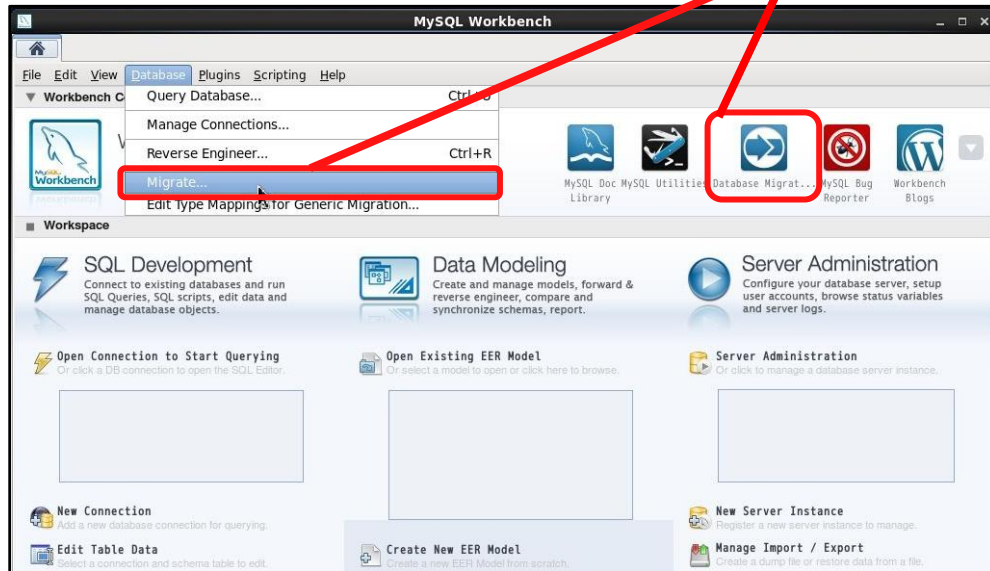 MySQL Workbench
File Edit View Database Plugins Scripting Help
Workbench C
Query Database...
Manage Connections...
Reverse Engineer... Ctrl+R
Migrate...
Edit Type Mappings for Generic Migration...
MySQL
Workbench
W
MySQL Doc
Library
MySQL Utilities
Database Migrat...
MySQL Bug
Reporter
Workbench
Blogs
Workspace
SQL Development
Connect to existing databases and run
SQL Queries, SQL scripts, edit data and
manage database objects.
Data Modeling
Create and manage models, forward &
reverse engineer, compare and
synchronize schemas, report.
Server Administration
Configure your database server, setup
user accounts, browse status variables
and server logs.
Open Connection to Start Querying
Or click a DB connection to open the SQL Editor.
Open Existing EER Model
Or select a model to open or click here to browse.
Server Administration
Or click to manage a database server instance.
New Connection
Add a new database connection for querying.
Edit Table Data
Select a connection and schema table to edit.
Create New EER Model
Create a new EER Model from scratch.
New Server Instance
Register a new server instance to manage.
Manage Import / Export
Create a dump file or restore data from a file.